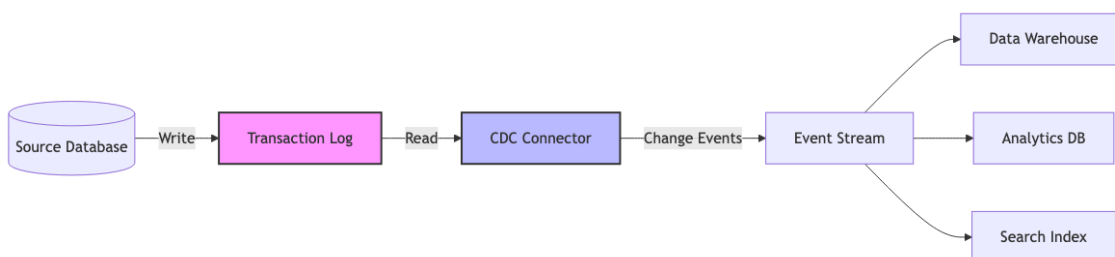 Data Warehouse
Source Database
Write
Transaction Log
Read
CDC Connector
Change Events
Event Stream
Analytics DB
Search Index